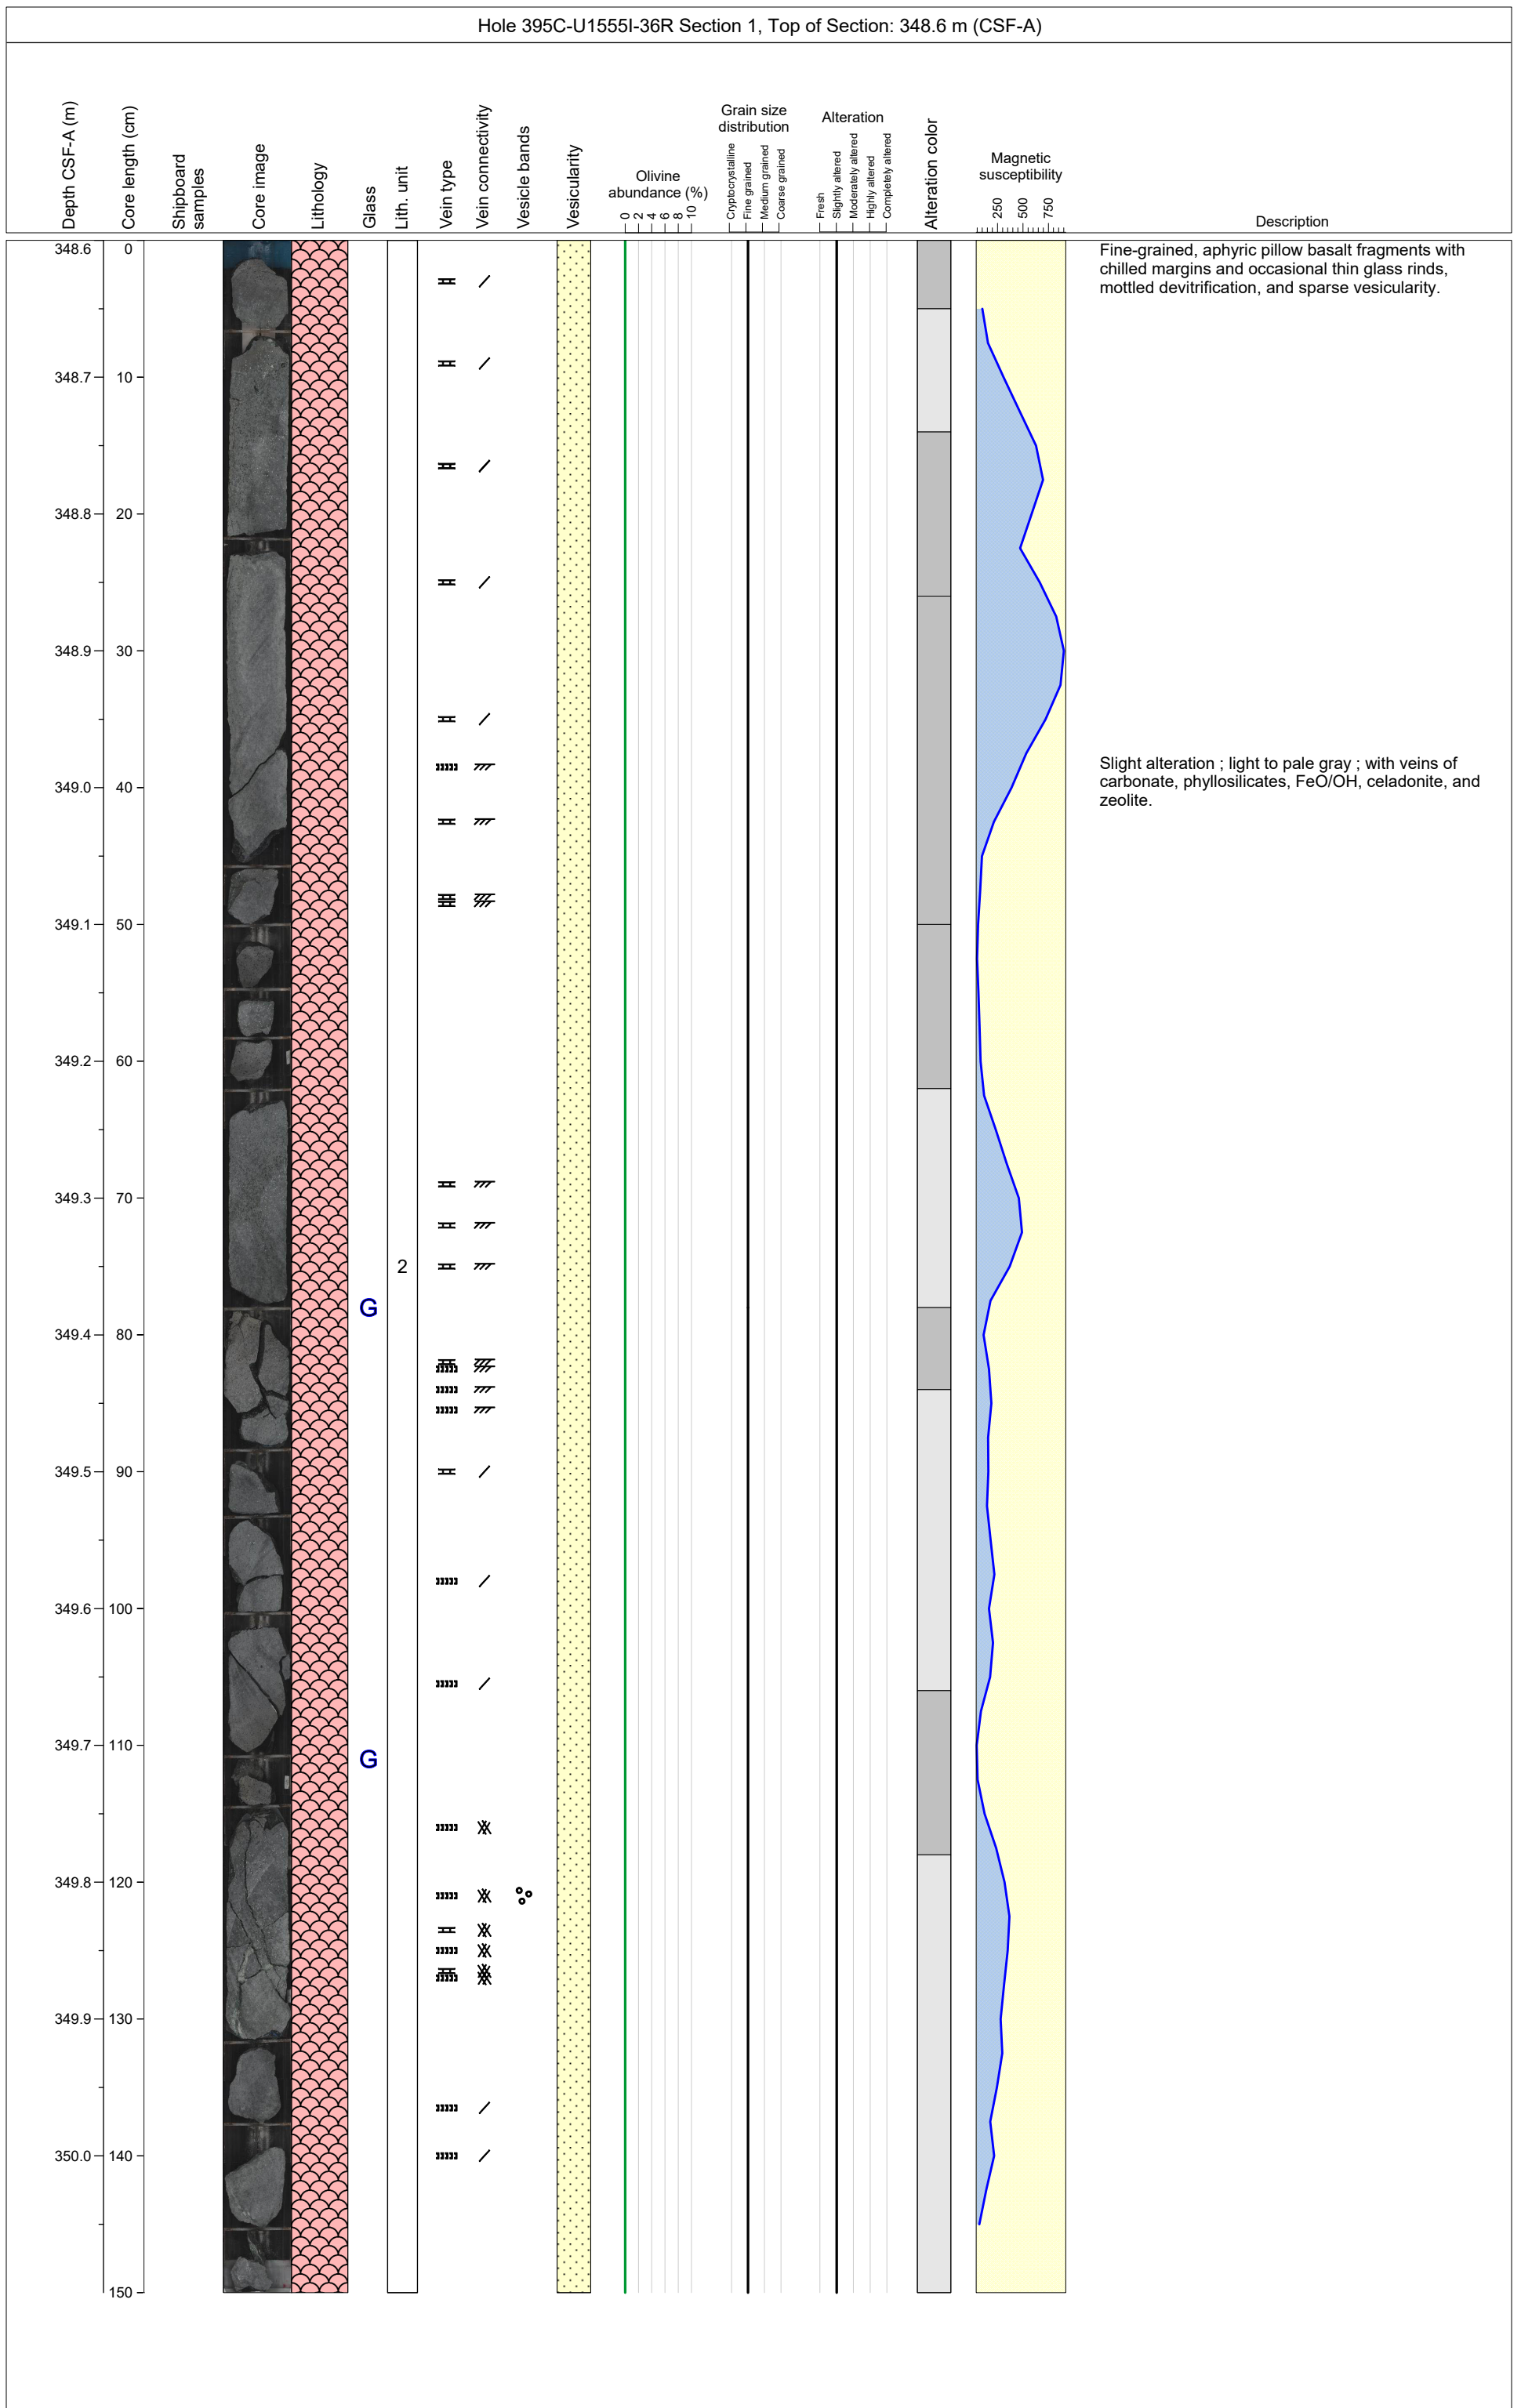 Hole 395C-U1555I-36R Section 1, Top of Section: 348.6 m (CSF-A)
Depth CSF-A (m)
Core length (cm)
Shipboard
samples
Core image
Lithology
Glass
Lith. unit
Vein type
Vein connectivity
Vesicle bands
Vesicularity
Olivine
abundance (%)
0 2 4 6 8 10
Grain size
distribution
Cryptocrystalline
Fine grained
Medium grained
Coarse grained
Alteration
Fresh
Slightly altered
Moderately altered
Highly altered
Completely altered
Alteration color
Magnetic
susceptibility
250 500 750
Description
348.6 0
Fine-grained, aphyric pillow basalt fragments with
chilled margins and occasional thin glass rinds,
mottled devitrification, and sparse vesicularity.
348.7 10
348.8 20
348.9 30
Slight alteration ; light to pale gray ; with veins of
carbonate, phyllosilicates, FeO/OH, celadonite, and
zeolite.
349.0 40
349.1 50
349.2 60
349.3 70
2
G
349.4 80
349.5 90
349.6 100
349.7 110
G
349.8 120
349.9 130
350.0 140
150